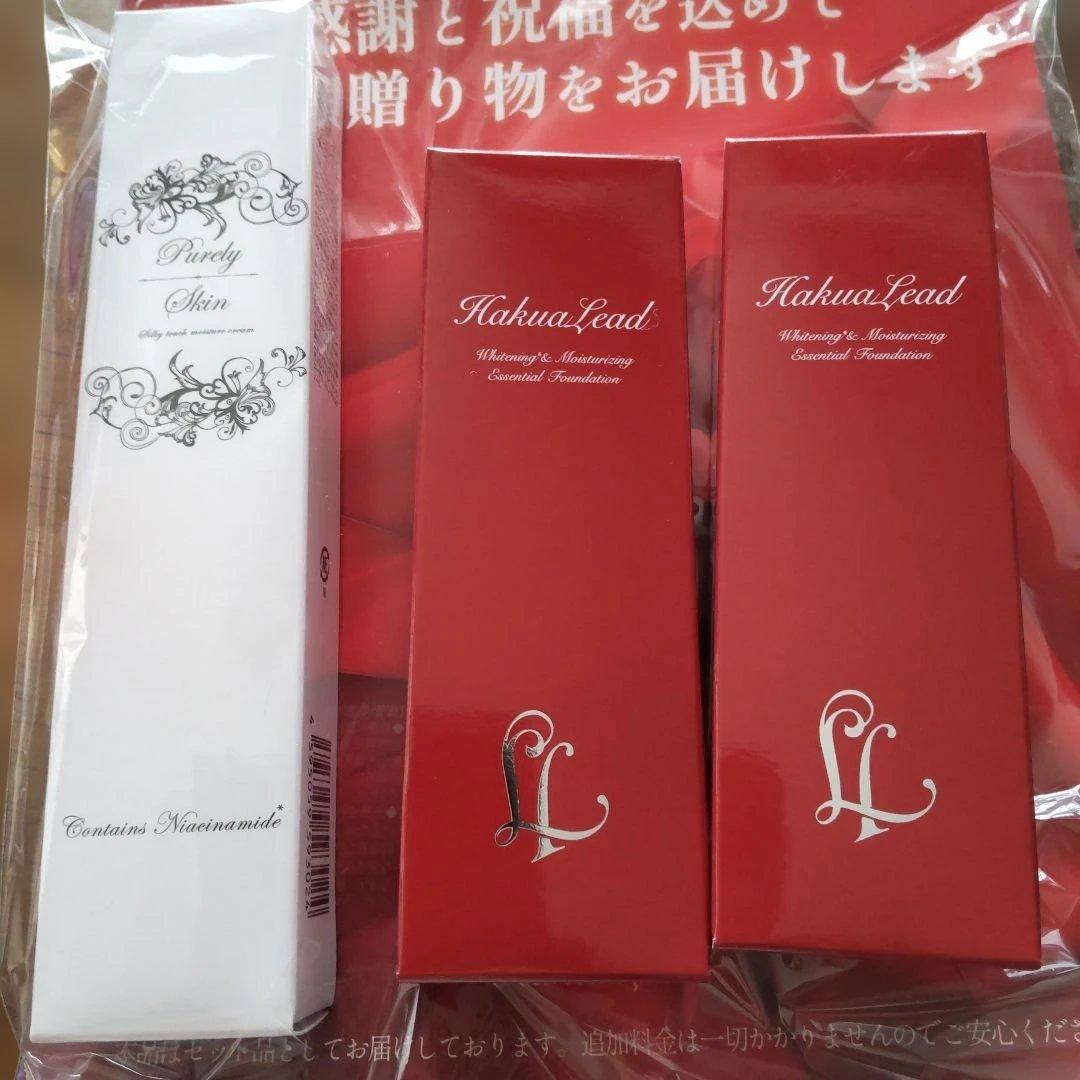 感謝と祝福を込めて
贈り物をお届けします
Purely
Skin
Silky touch moisture cream
Contains Niacinamide*
4 595059 593024
HakuaLead
Whitening*& Moisturizing
Essential Foundation
HakuaLead
Whitening*& Moisturizing
Essential Foundation
本品はセット品としてお届けしております。追加料金は一切かかりませんのでご安心くださ